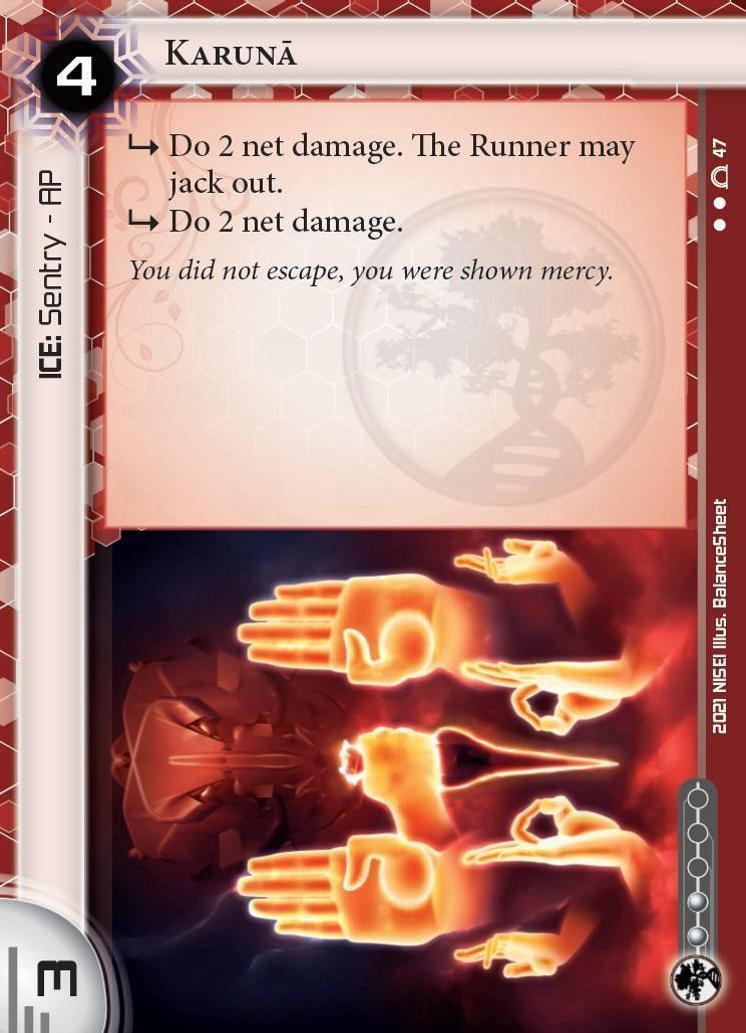 4
KARUNĀ
ICE: Sentry - AP
↳ Do 2 net damage. The Runner may
jack out.
↳ Do 2 net damage.
You did not escape, you were shown mercy.
47
2021 NISEI Illus. BalanceSheet
3